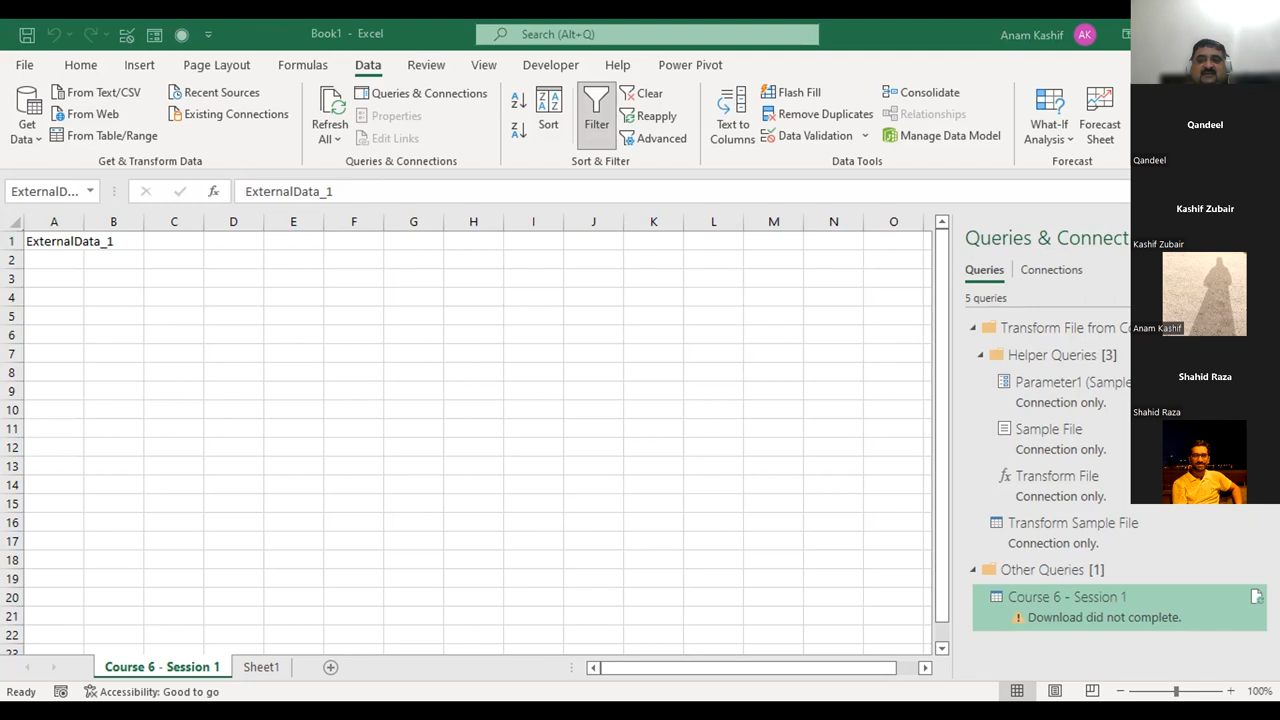 Book1 - Excel
Search (Alt+Q)
Anam Kashif
AK
File
Home
Insert
Page Layout
Formulas
Data
Review
View
Developer
Help
Power Pivot
Get
Data
From Text/CSV
From Web
From Table/Range
Recent Sources
Existing Connections
Get & Transform Data
Refresh
All
Queries & Connections
Properties
Edit Links
Queries & Connections
Sort
Filter
Clear
Reapply
Advanced
Sort & Filter
Text to
Columns
Flash Fill
Remove Duplicates
Data Validation
Consolidate
Relationships
Manage Data Model
Data Tools
What-If
Analysis
Forecast
Sheet
Forecast
ExternalD...
fx
ExternalData_1
A B C D E F G H I J K L M N O
1 ExternalData_1
2
3
4
5
6
7
8
9
10
11
12
13
14
15
16
17
18
19
20
21
22
23
Queries & Connect
Queries
Connections
5 queries
Transform File from Co
Helper Queries [3]
Parameter1 (Sample
Connection only.
Sample File
Connection only.
fx Transform File
Connection only.
Transform Sample File
Connection only.
Other Queries [1]
Course 6 - Session 1
Download did not complete.
Qandeel
Qandeel
Kashif Zubair
Kashif Zubair
Anam Kashif
Shahid Raza
Shahid Raza
Course 6 - Session 1
Sheet1
Ready
Accessibility: Good to go
100%